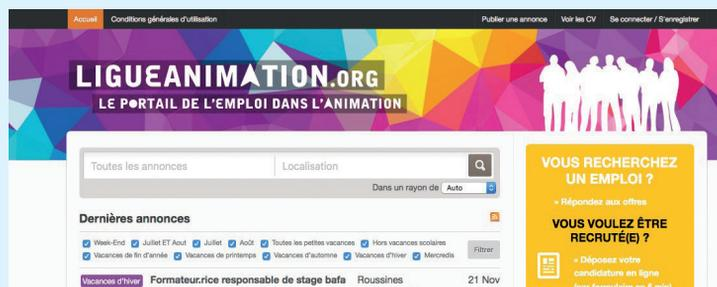 Accueil Conditions générales d'utilisation Publier une annonce Voir les CV Se connecter / S'enregistrer
LIGUEANIMATION.ORG
LE PORTAIL DE L'EMPLOI DANS L'ANIMATION
Toutes les annonces Localisation
Dans un rayon de Auto
Dernières annonces
Week-End Juillet ET Aout Juillet Août Toutes les petites vacances Hors vacances scolaires
Vacances de fin d'année Vacances de printemps Vacances d'automne Vacances d'hiver Mercredis
Filtrer
Vacances d'hiver Formateur.rice responsable de stage bafa Roussines 21 Nov
VOUS RECHERCHEZ
UN EMPLOI ?
» Répondez aux offres
VOUS VOULEZ ÊTRE
RECRUTÉ(E) ?
» Déposez votre
candidature en ligne